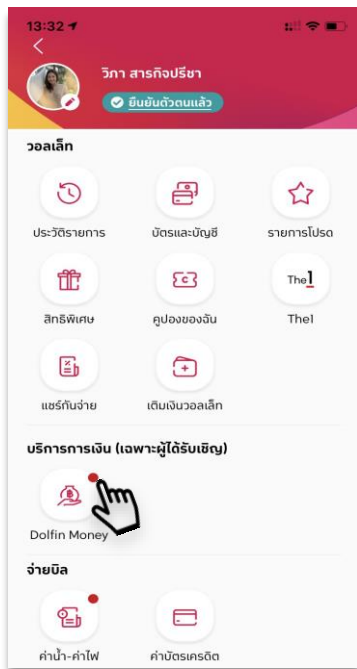 13:32
วิภา สารกิจปรีชา
ยืนยันตัวตนแล้ว
วอลเล็ท
ประวัติรายการ บัตรและบัญชี รายการโปรด
The1
สิทธิพิเศษ คูปองของฉัน The1
แชร์กันจ่าย เติมเงินวอลเล็ท
บริการการเงิน (เฉพาะผู้ได้รับเชิญ)
Dolfin Money
จ่ายบิล
ค่าน้ำ-ค่าไฟ ค่าบัตรเครดิต